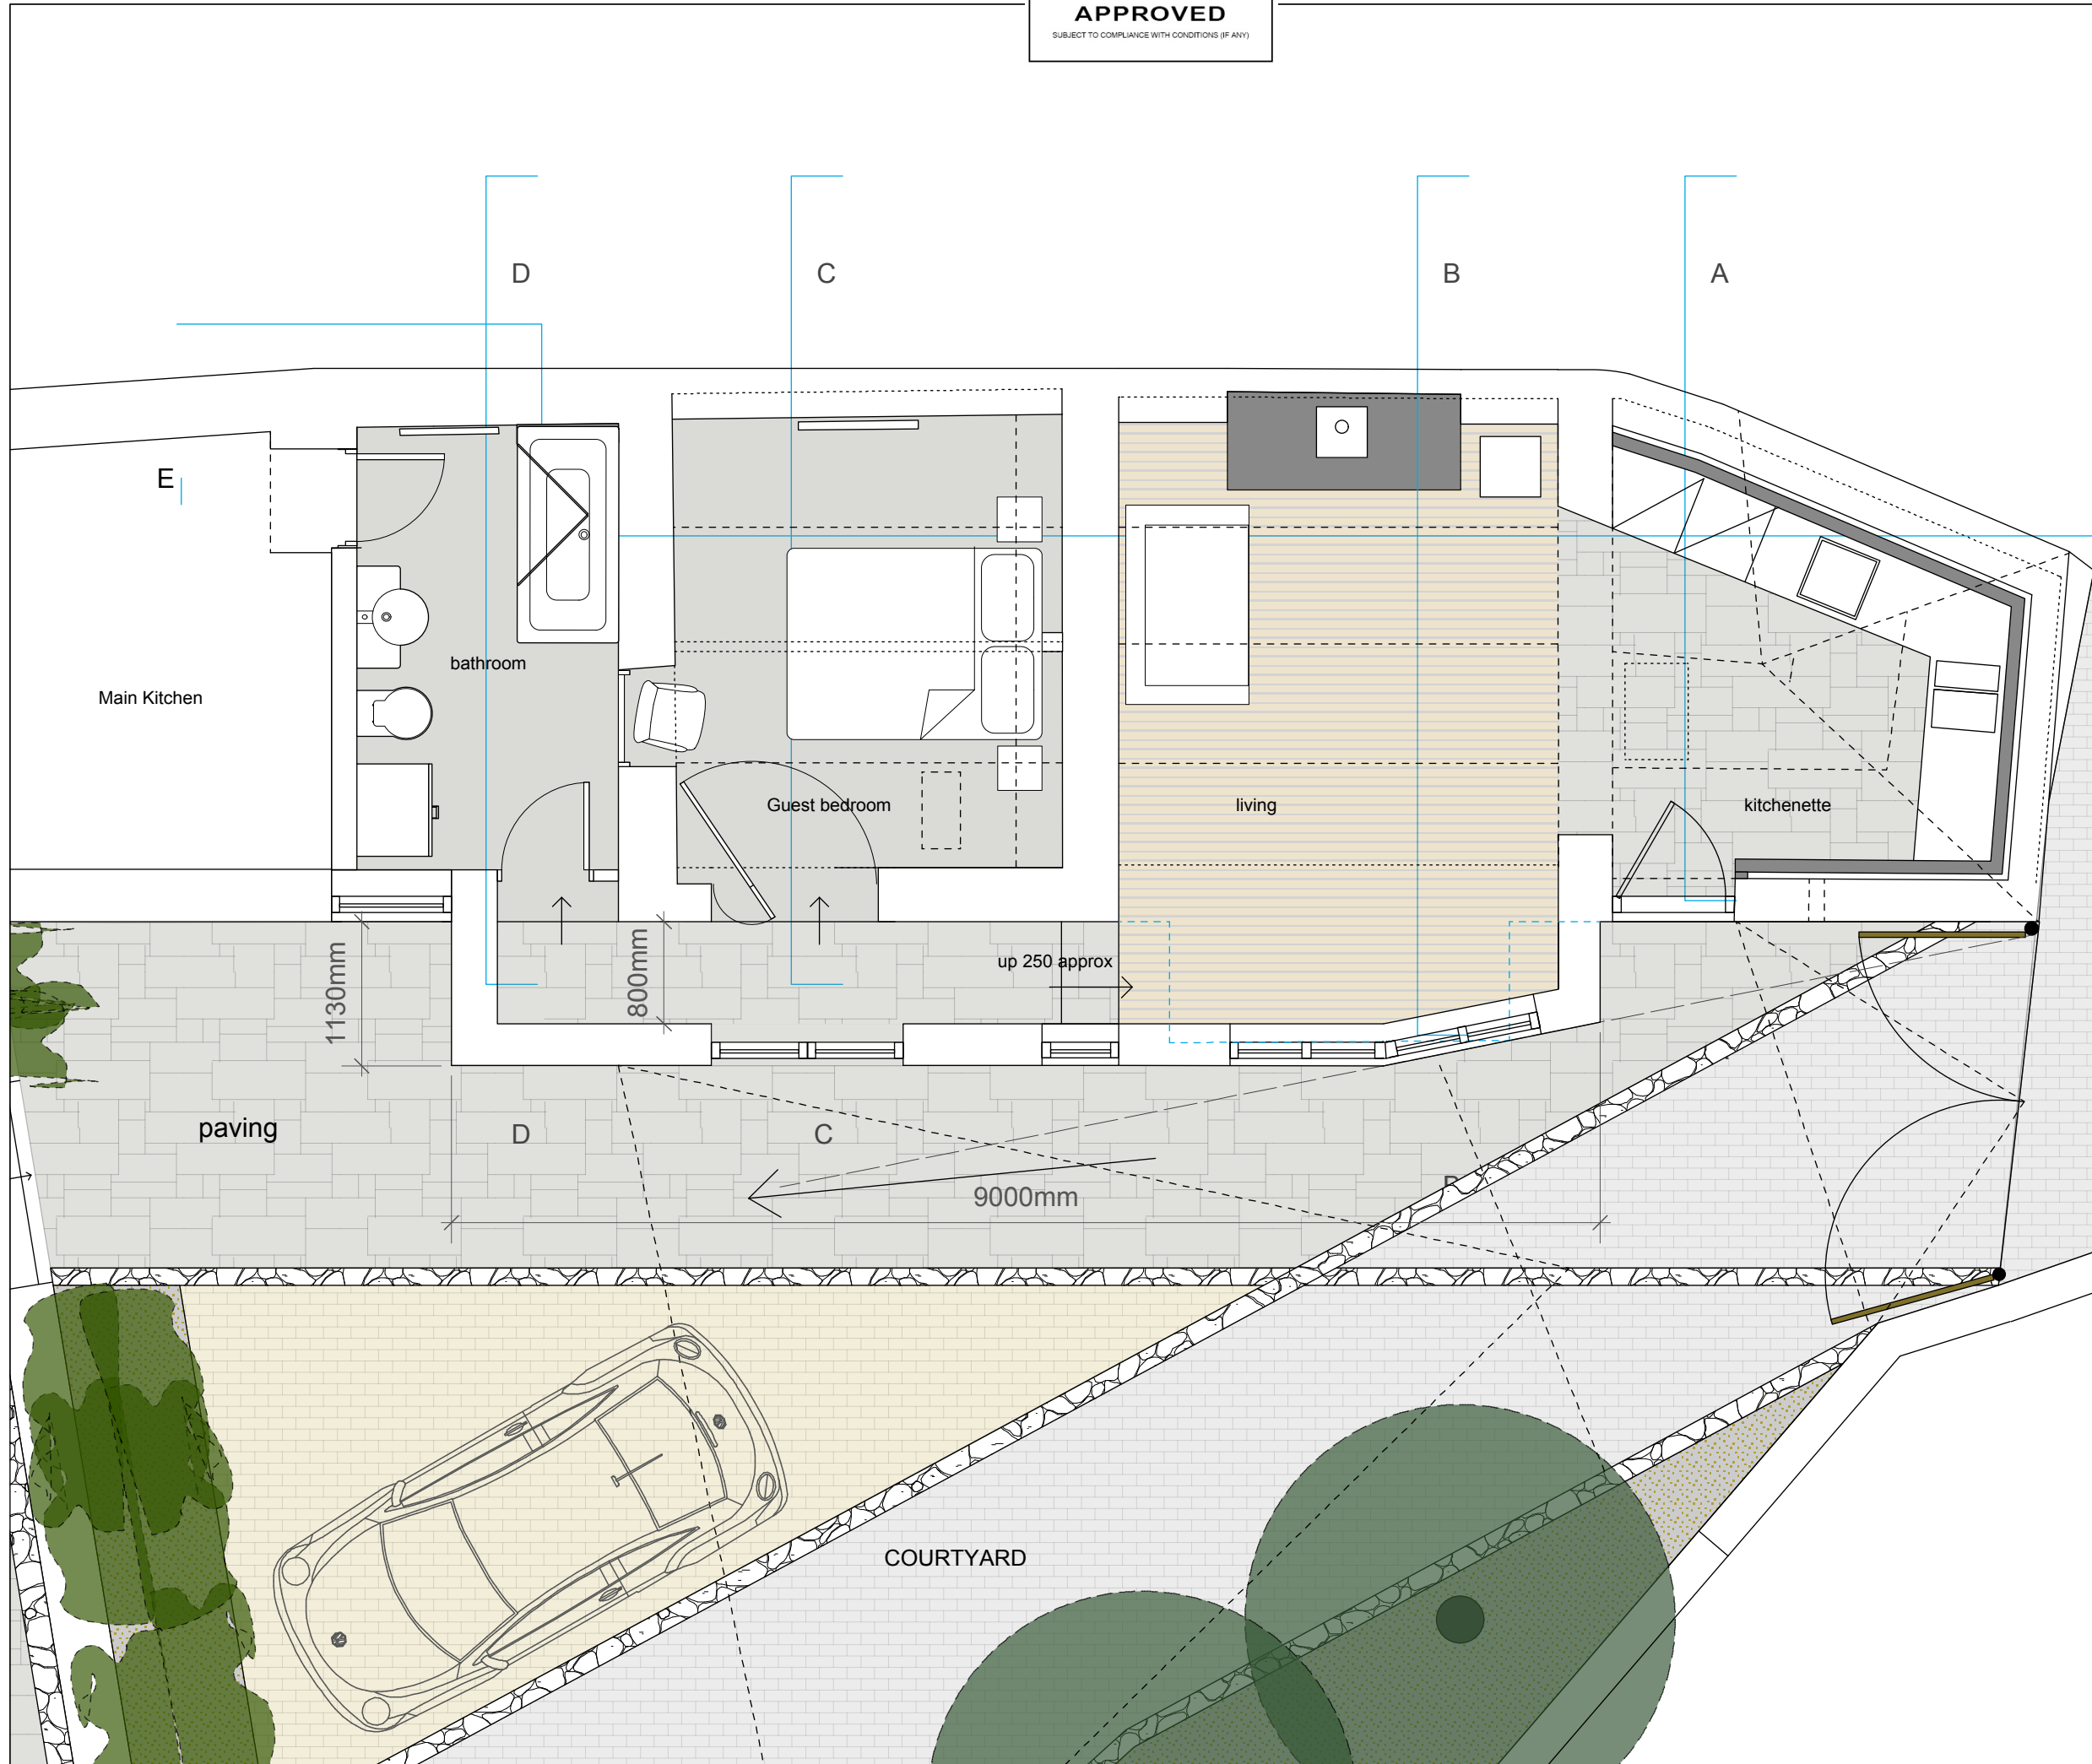 APPROVED
SUBJECT TO COMPLIANCE WITH CONDITIONS (IF ANY)
D
C
B
A
E
bathroom
Main Kitchen
Guest bedroom
living
kitchenette
1130mm
800mm
up 250 approx
paving
D
C
9000mm
COURTYARD